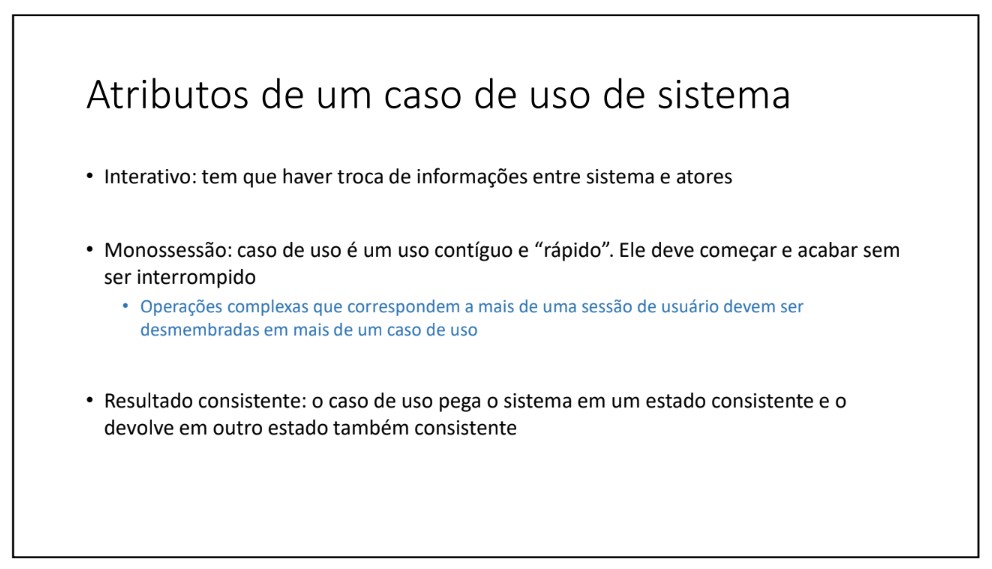 Atributos de um caso de uso de sistema
• Interativo: tem que haver troca de informações entre sistema e atores
• Monossessão: caso de uso é um uso contíguo e “rápido”. Ele deve começar e acabar sem
ser interrompido
• Operações complexas que correspondem a mais de uma sessão de usuário devem ser
desmembradas em mais de um caso de uso
• Resultado consistente: o caso de uso pega o sistema em um estado consistente e o
devolve em outro estado também consistente